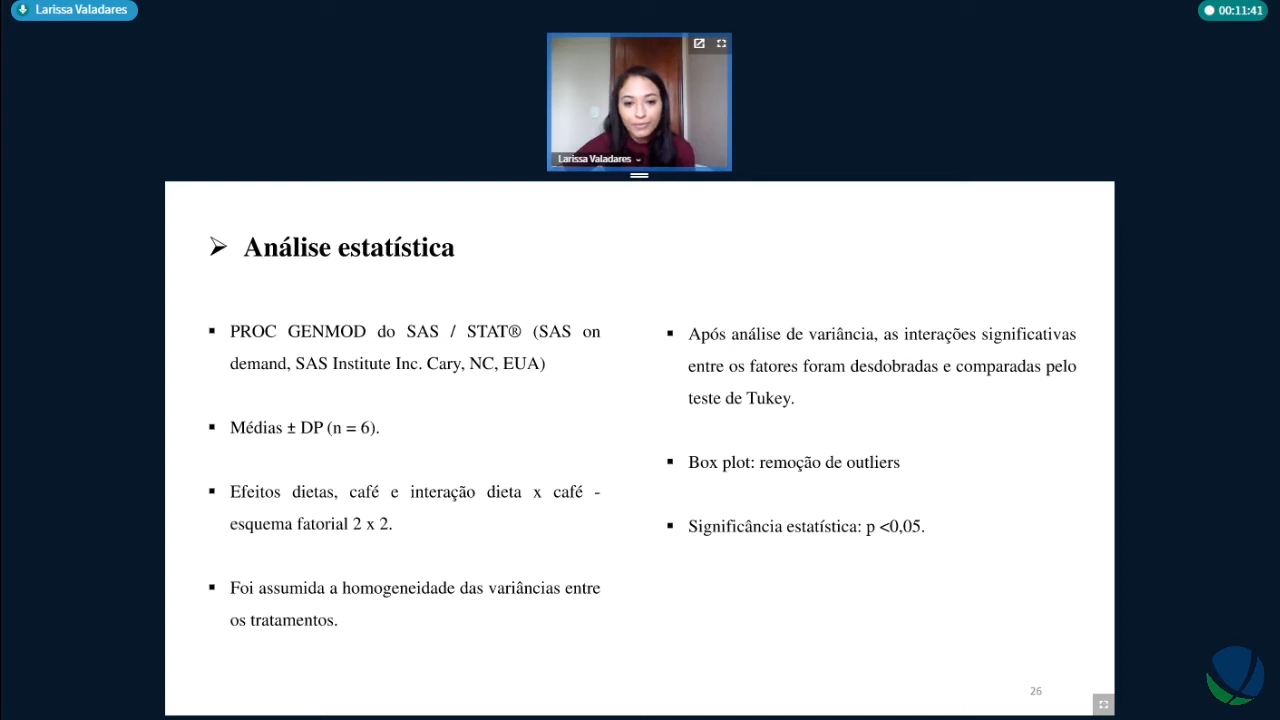 Larissa Valadares
00:11:41
Larissa Valadares
Análise estatística
PROC GENMOD do SAS / STAT® (SAS on
demand, SAS Institute Inc. Cary, NC, EUA)
Médias ± DP (n = 6).
Efeitos dietas, café e interação dieta x café -
esquema fatorial 2 x 2.
Foi assumida a homogeneidade das variâncias entre
os tratamentos.
Após análise de variância, as interações significativas
entre os fatores foram desdobradas e comparadas pelo
teste de Tukey.
Box plot: remoção de outliers
Significância estatística: p <0,05.
26